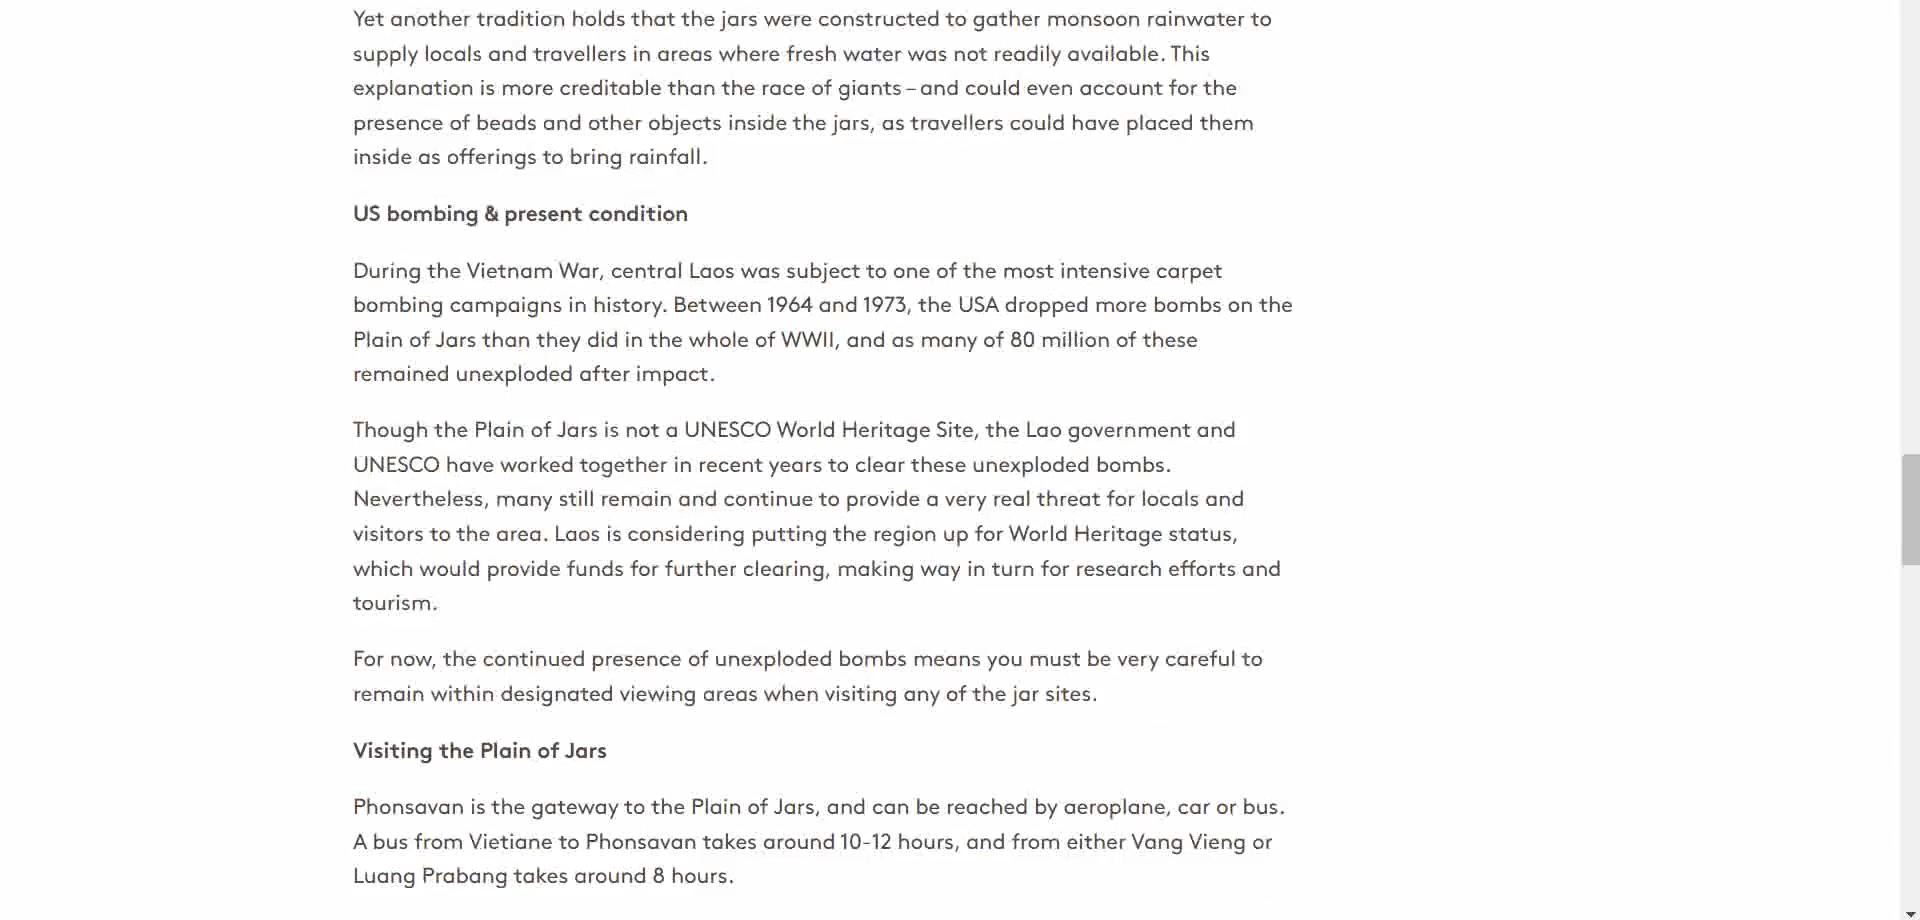 Yet another tradition holds that the jars were constructed to gather monsoon rainwater to
supply locals and travellers in areas where fresh water was not readily available. This
explanation is more creditable than the race of giants – and could even account for the
presence of beads and other objects inside the jars, as travellers could have placed them
inside as offerings to bring rainfall.
US bombing & present condition
During the Vietnam War, central Laos was subject to one of the most intensive carpet
bombing campaigns in history. Between 1964 and 1973, the USA dropped more bombs on the
Plain of Jars than they did in the whole of WWII, and as many of 80 million of these
remained unexploded after impact.
Though the Plain of Jars is not a UNESCO World Heritage Site, the Lao government and
UNESCO have worked together in recent years to clear these unexploded bombs.
Nevertheless, many still remain and continue to provide a very real threat for locals and
visitors to the area. Laos is considering putting the region up for World Heritage status,
which would provide funds for further clearing, making way in turn for research efforts and
tourism.
For now, the continued presence of unexploded bombs means you must be very careful to
remain within designated viewing areas when visiting any of the jar sites.
Visiting the Plain of Jars
Phonsavan is the gateway to the Plain of Jars, and can be reached by aeroplane, car or bus.
A bus from Vietiane to Phonsavan takes around 10-12 hours, and from either Vang Vieng or
Luang Prabang takes around 8 hours.